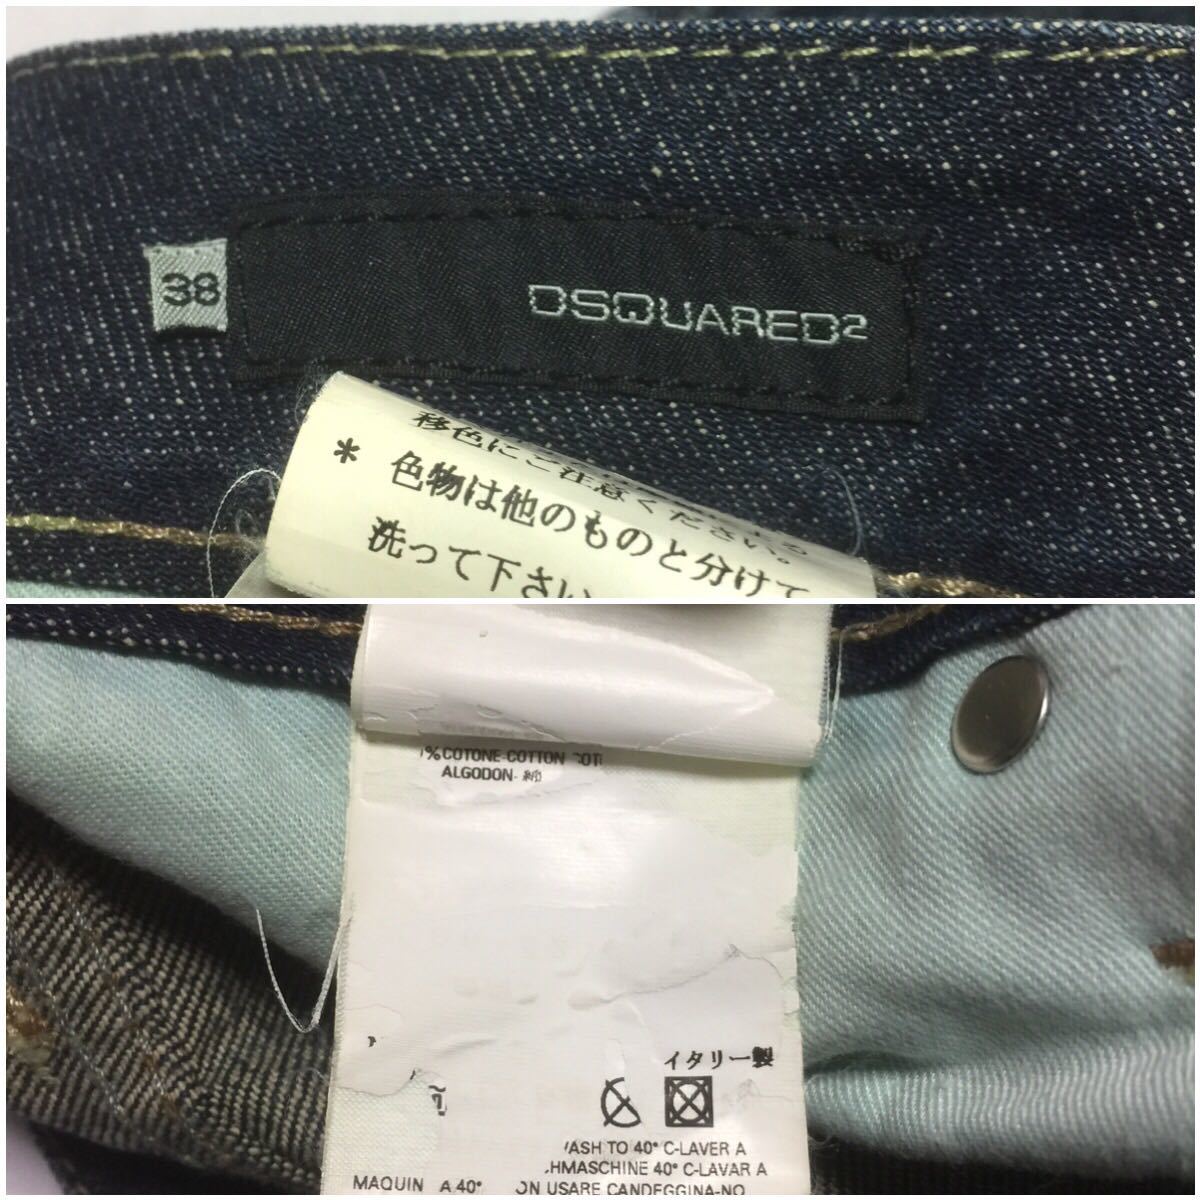 38
DSQUARED2
移色にご注意ください。
* 色物は他のものと分けて
洗って下さい
%COTONE-COTTON
ALGODON- 綿
イタリー製
ASH TO 40° C-LAVER A
HMASCHINE 40° C-LAVAR A
MAQUIN A 40° ON USARE CANDEGGINA-NO